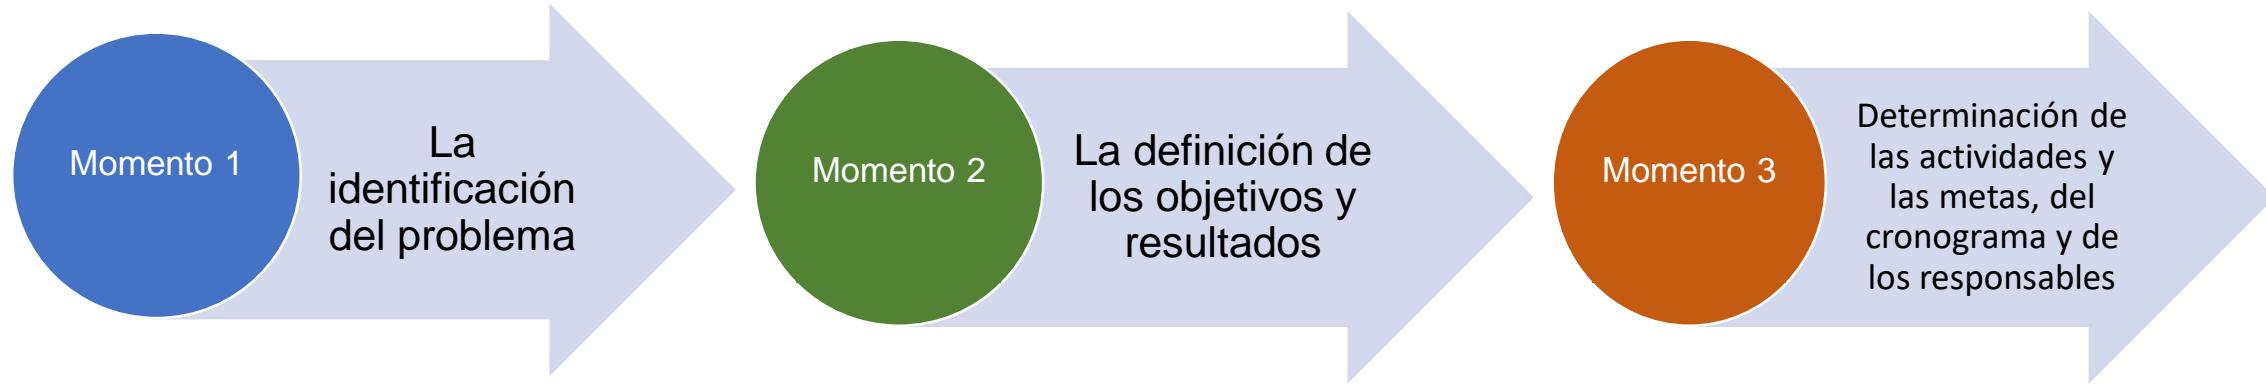 Momento 1
La
identificación
del problema
Momento 2
La definición de
los objetivos y
resultados
Momento 3
Determinación de
las actividades y
las metas, del
cronograma y de
los responsables